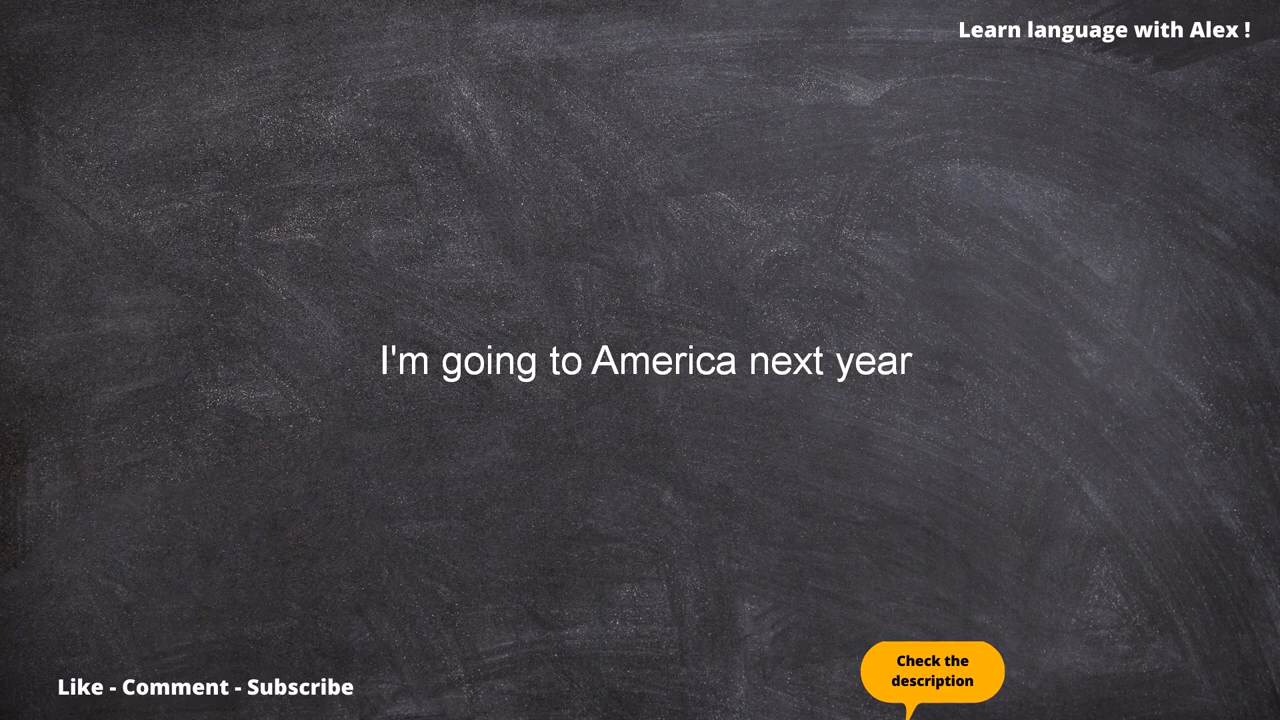 Learn language with Alex !
I'm going to America next year
Check the
description
Like - Comment - Subscribe